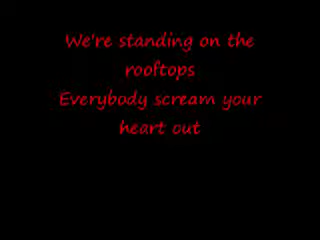 We're standing on the
rooftops
Everybody scream your
heart out